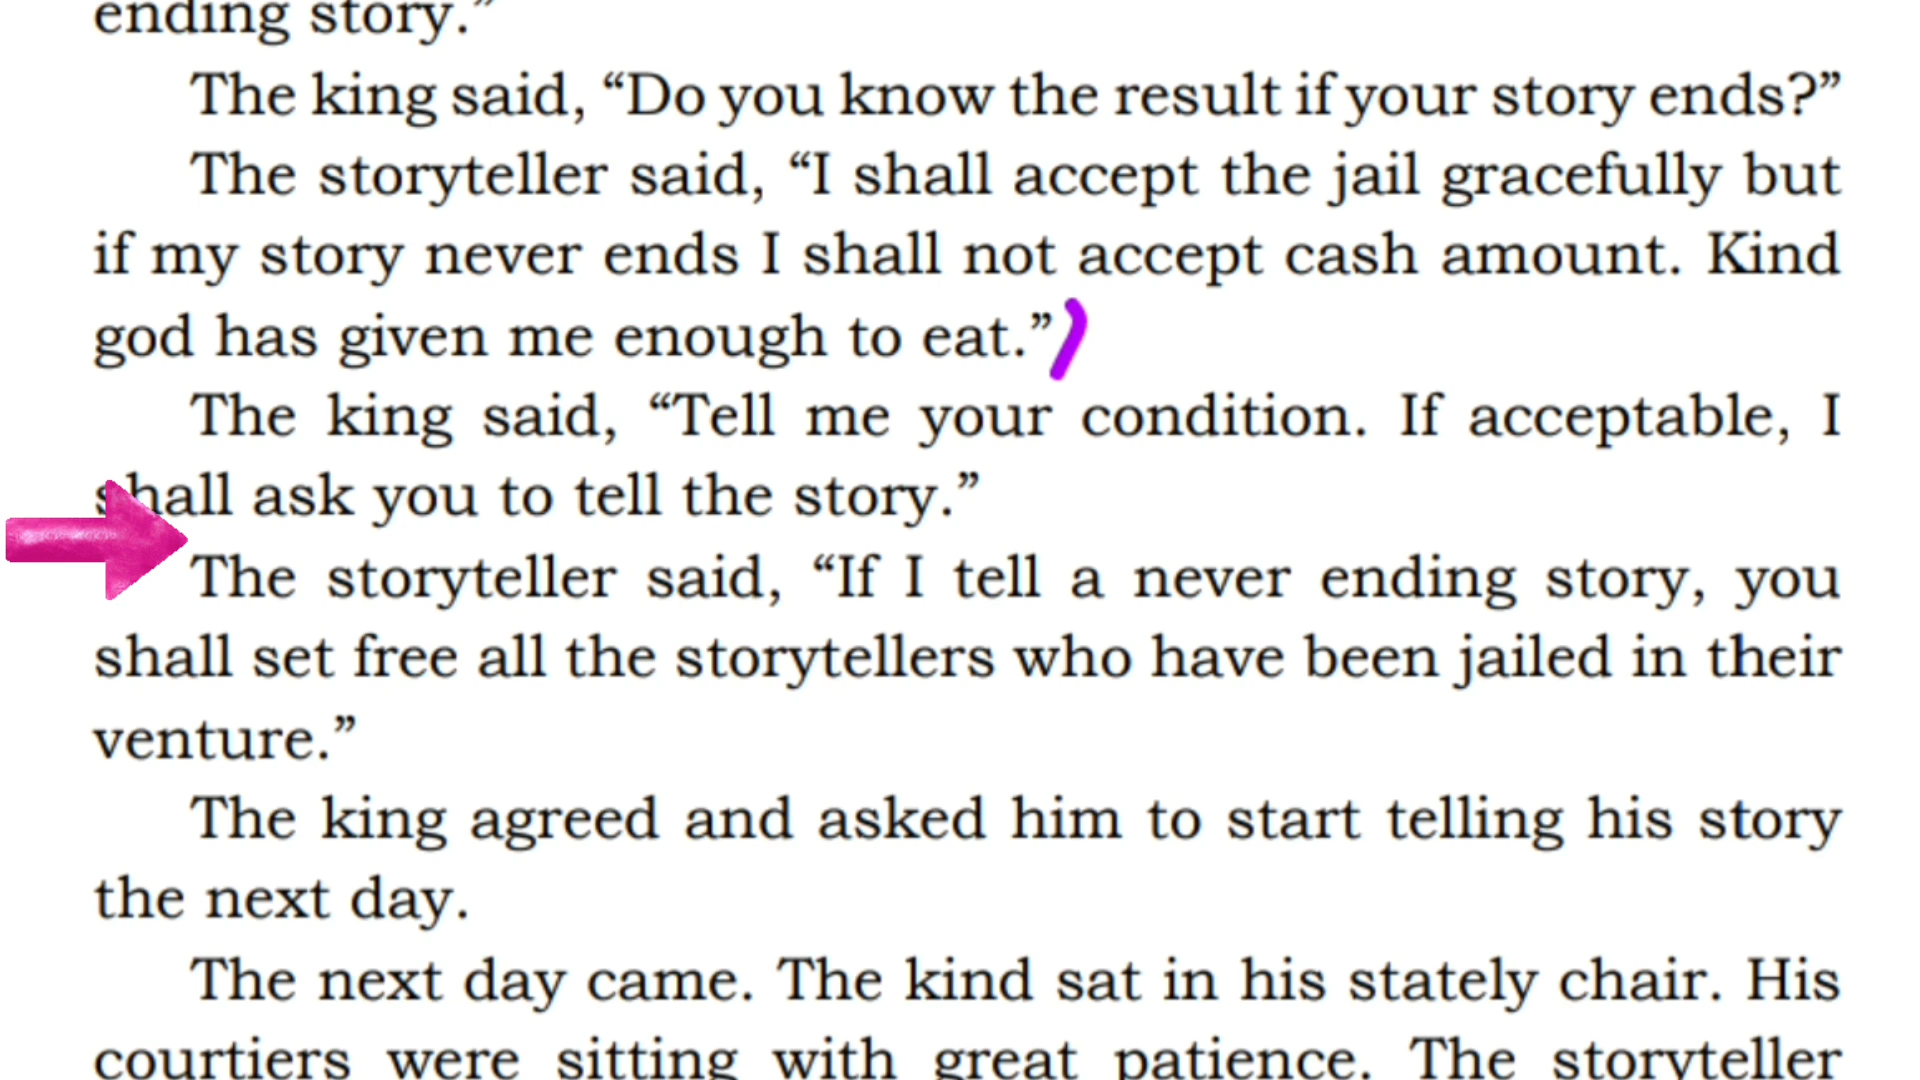 ending story.”
The king said, “Do you know the result if your story ends?”
The storyteller said, “I shall accept the jail gracefully but
if my story never ends I shall not accept cash amount. Kind
god has given me enough to eat.”
The king said, “Tell me your condition. If acceptable, I
shall ask you to tell the story.”
The storyteller said, “If I tell a never ending story, you
shall set free all the storytellers who have been jailed in their
venture.”
The king agreed and asked him to start telling his story
the next day.
The next day came. The kind sat in his stately chair. His
courtiers were sitting with great patience. The storyteller